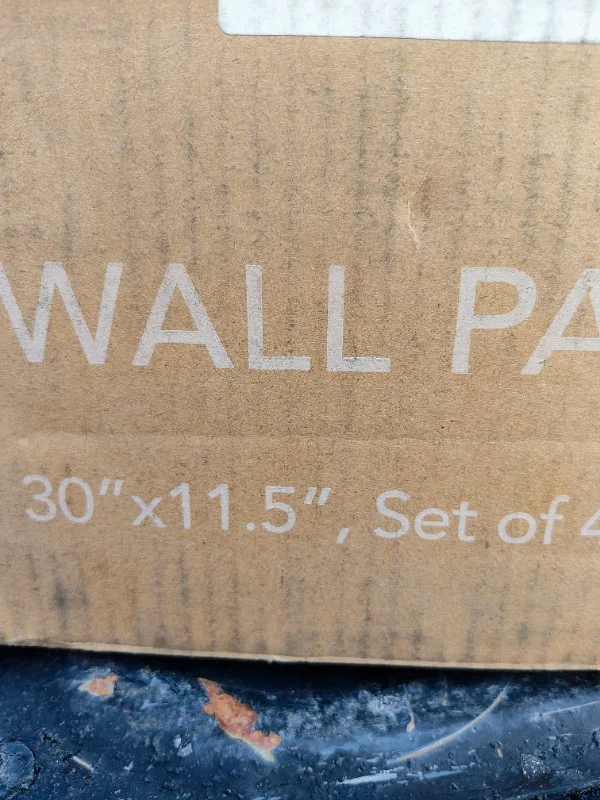 WALL PA
30”x11.5”, Set of 4